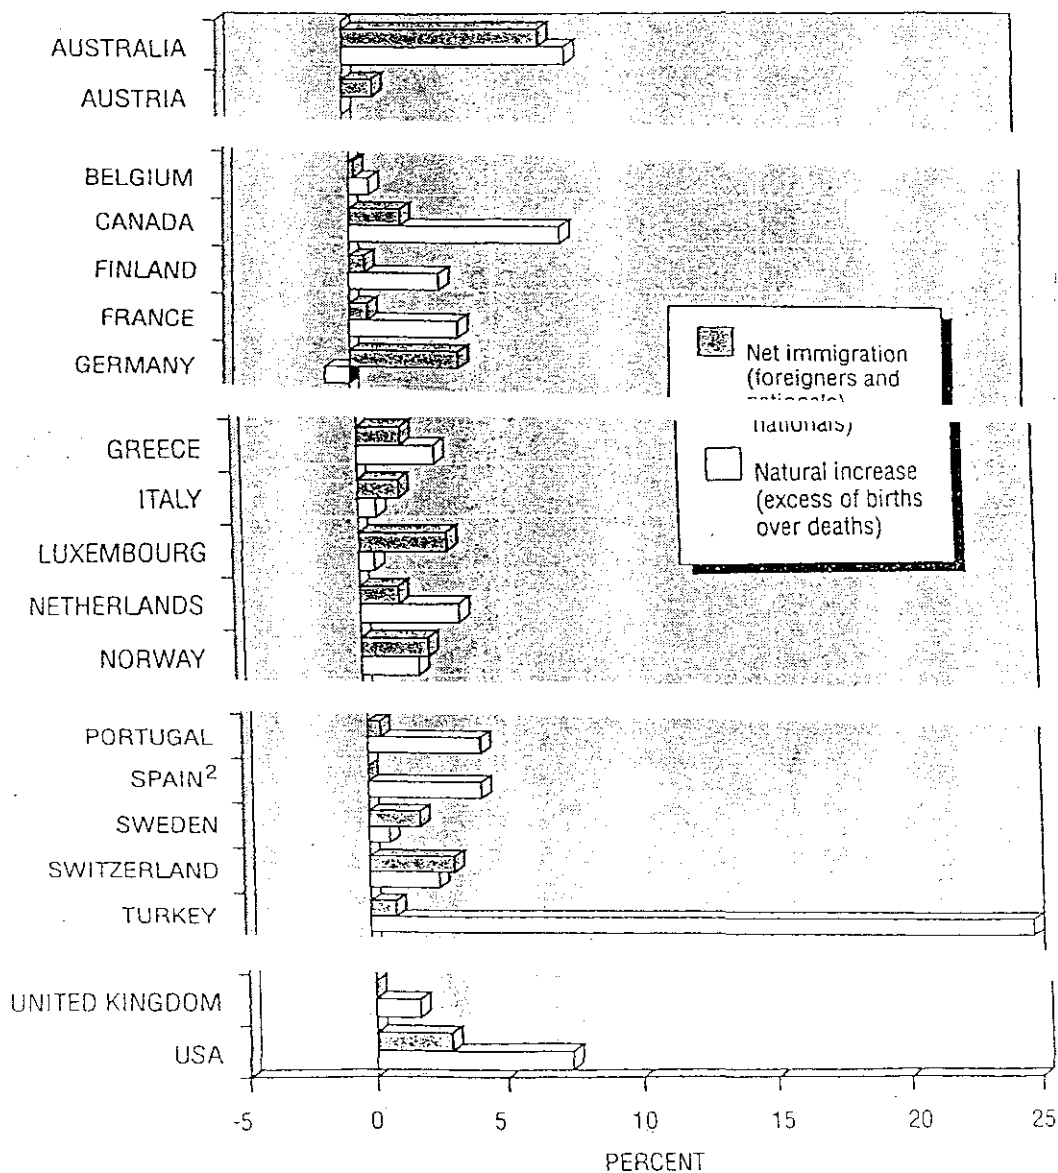 AUSTRALIA
AUSTRIA
BELGIUM
CANADA
FINLAND
FRANCE
GERMANY
Net immigration
(foreigners and
nationals)
nationals)
GREECE
ITALY
LUXEMBOURG
NETHERLANDS
NORWAY
Natural increase
(excess of births
over deaths)
PORTUGAL
SPAIN²
SWEDEN
SWITZERLAND
TURKEY
UNITED KINGDOM
USA
-5 0 5 10 15 20 25
PERCENT